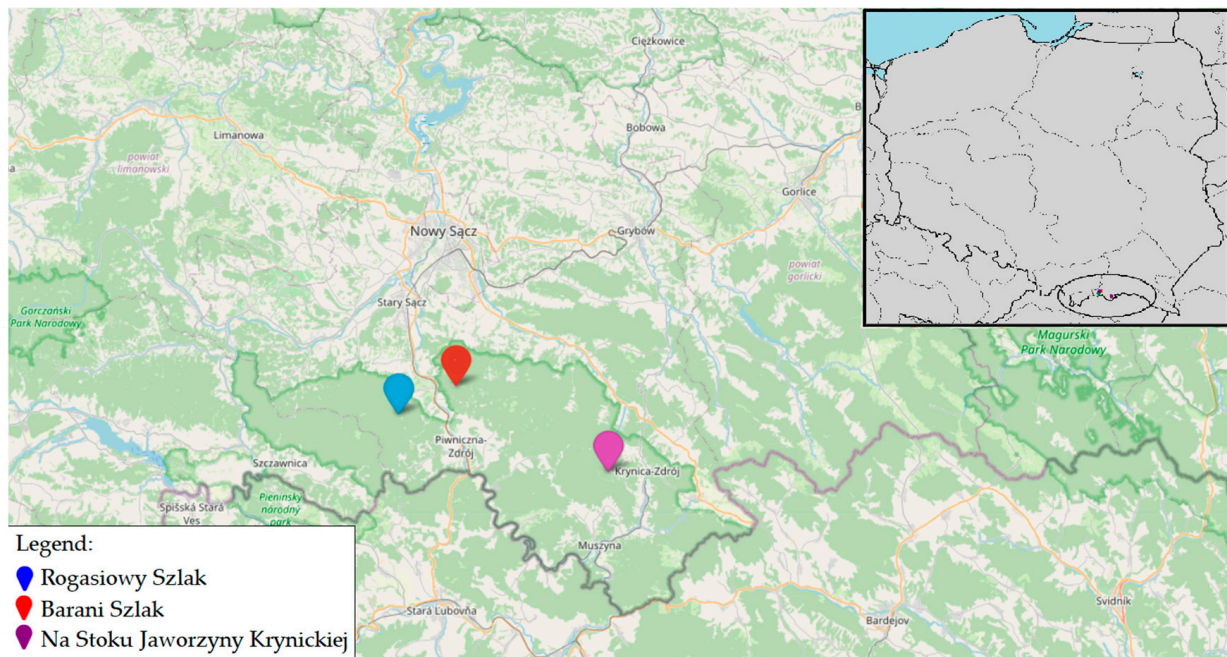 Ciężkowice
Limanowa
Bobowa
B
powiat
limanowski
Gorlice
Nowy Sącz
Grybów
powiat
gorlicki
Stary Sącz
Gorczański
Park Narodowy
Magurski
Park Narodowy
Piwniczna-
Zdrój
Szczawnica
Krynica-Zdrój
Spišská Stará
Ves
Pieninský
národný
park
Muszyna
Stará Ľubovňa
Bardejov
Svidník
Legend:
Rogasiowy Szlak
Barani Szlak
Na Stoku Jaworzyny Krynickiej